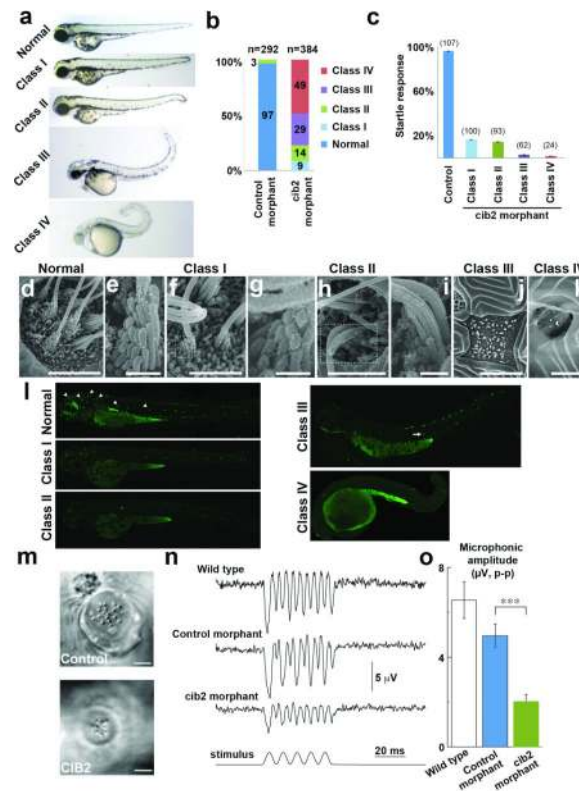 a
Normal
Class I
Class II
Class III
Class IV
b
n=292 n=384
100%
50%
0%
3
97
49
29
14
9
Class IV
Class III
Class II
Class I
Normal
Control
morphant
cib2
morphant
c
Startle response
100%
60%
20%
(107)
(100)
(93)
(62)
(24)
Control
Class I
Class II
Class III
Class IV
cib2 morphant
Normal Class I Class II Class III Class IV
d e f g h i j
l
Normal
Class I
Class II
Class III
Class IV
m
Control
CIB2
n
Wild type
Control morphant
cib2 morphant
stimulus
5 μV
20 ms
o
Microphonic
amplitude
(μV, p-p)
8
6
4
2
0
***
Wild type
Control
morphant
cib2
morphant